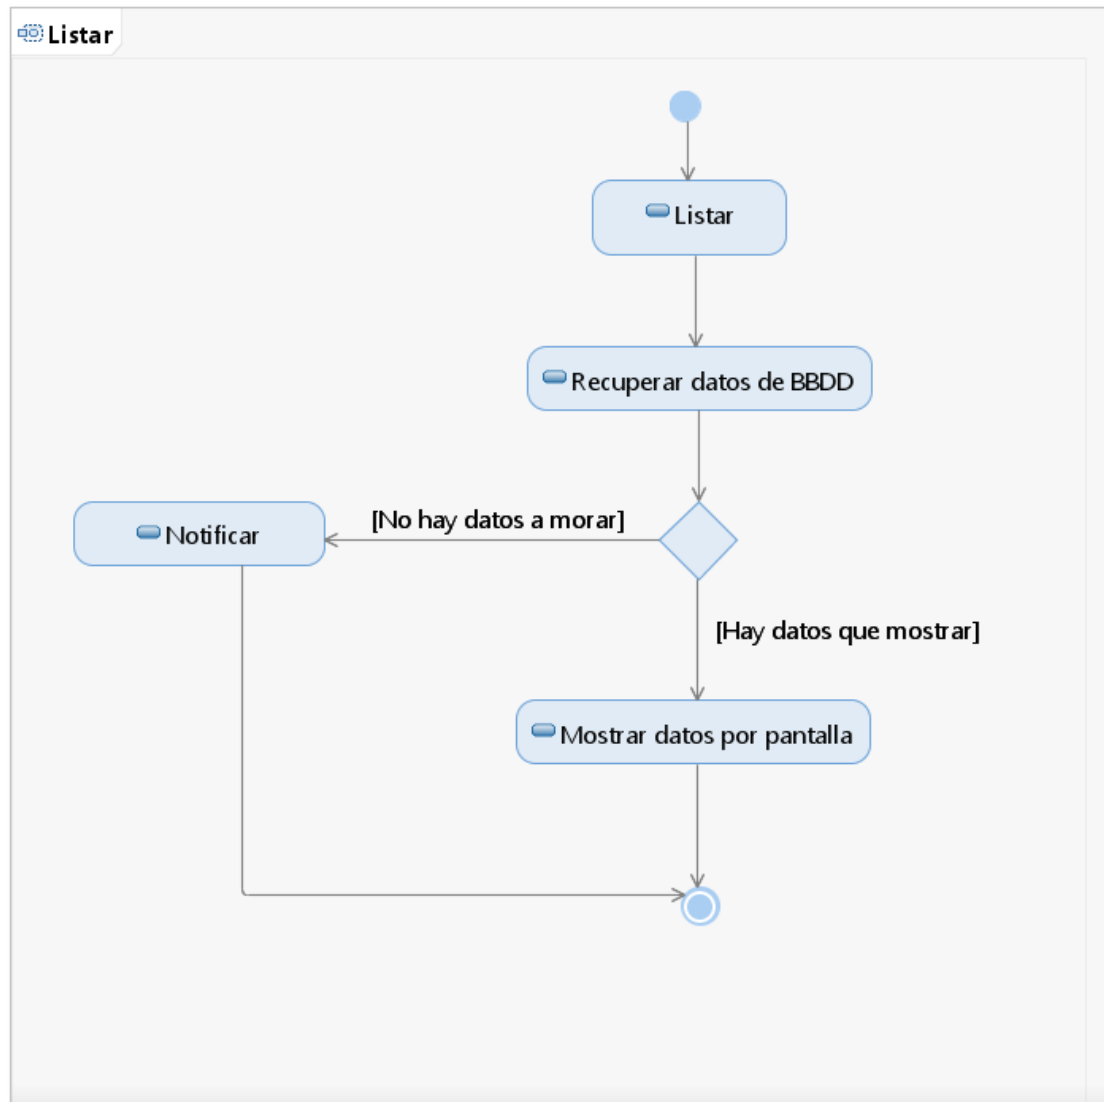 Listar
Listar
Recuperar datos de BBDD
[No hay datos a morar]
Notificar
[Hay datos que mostrar]
Mostrar datos por pantalla